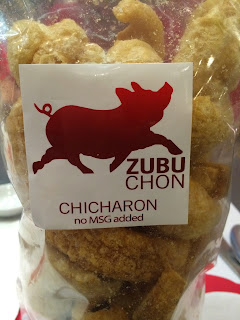 ZUBU
CHON
CHICHARON
no MSG added